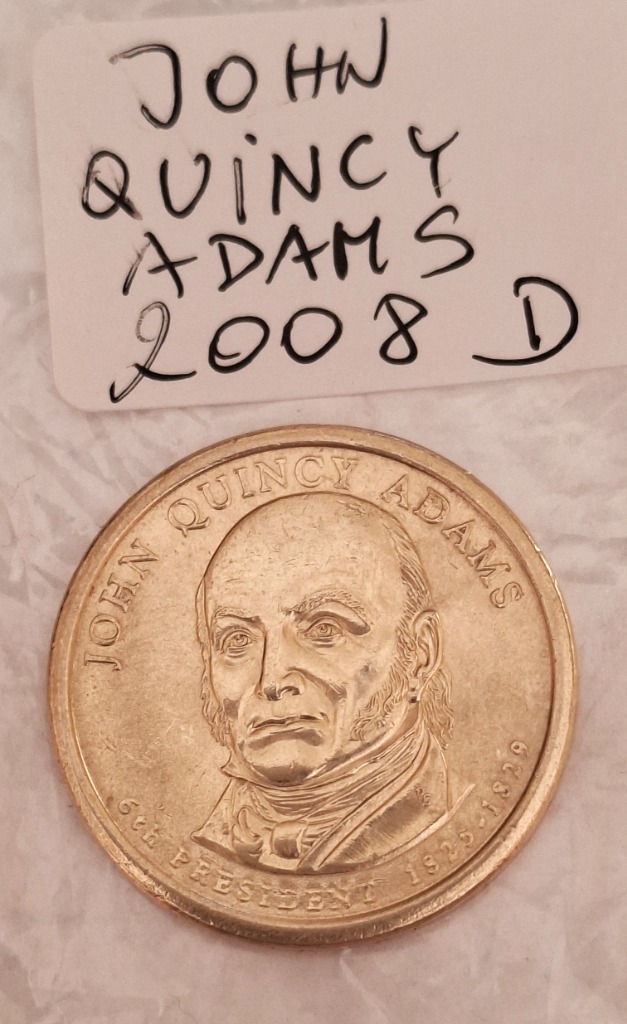 JOHN
QUiNCY
ADAMS
2008 D
JOHN QUINCY ADAMS
6th PRESIDENT 1825-1829